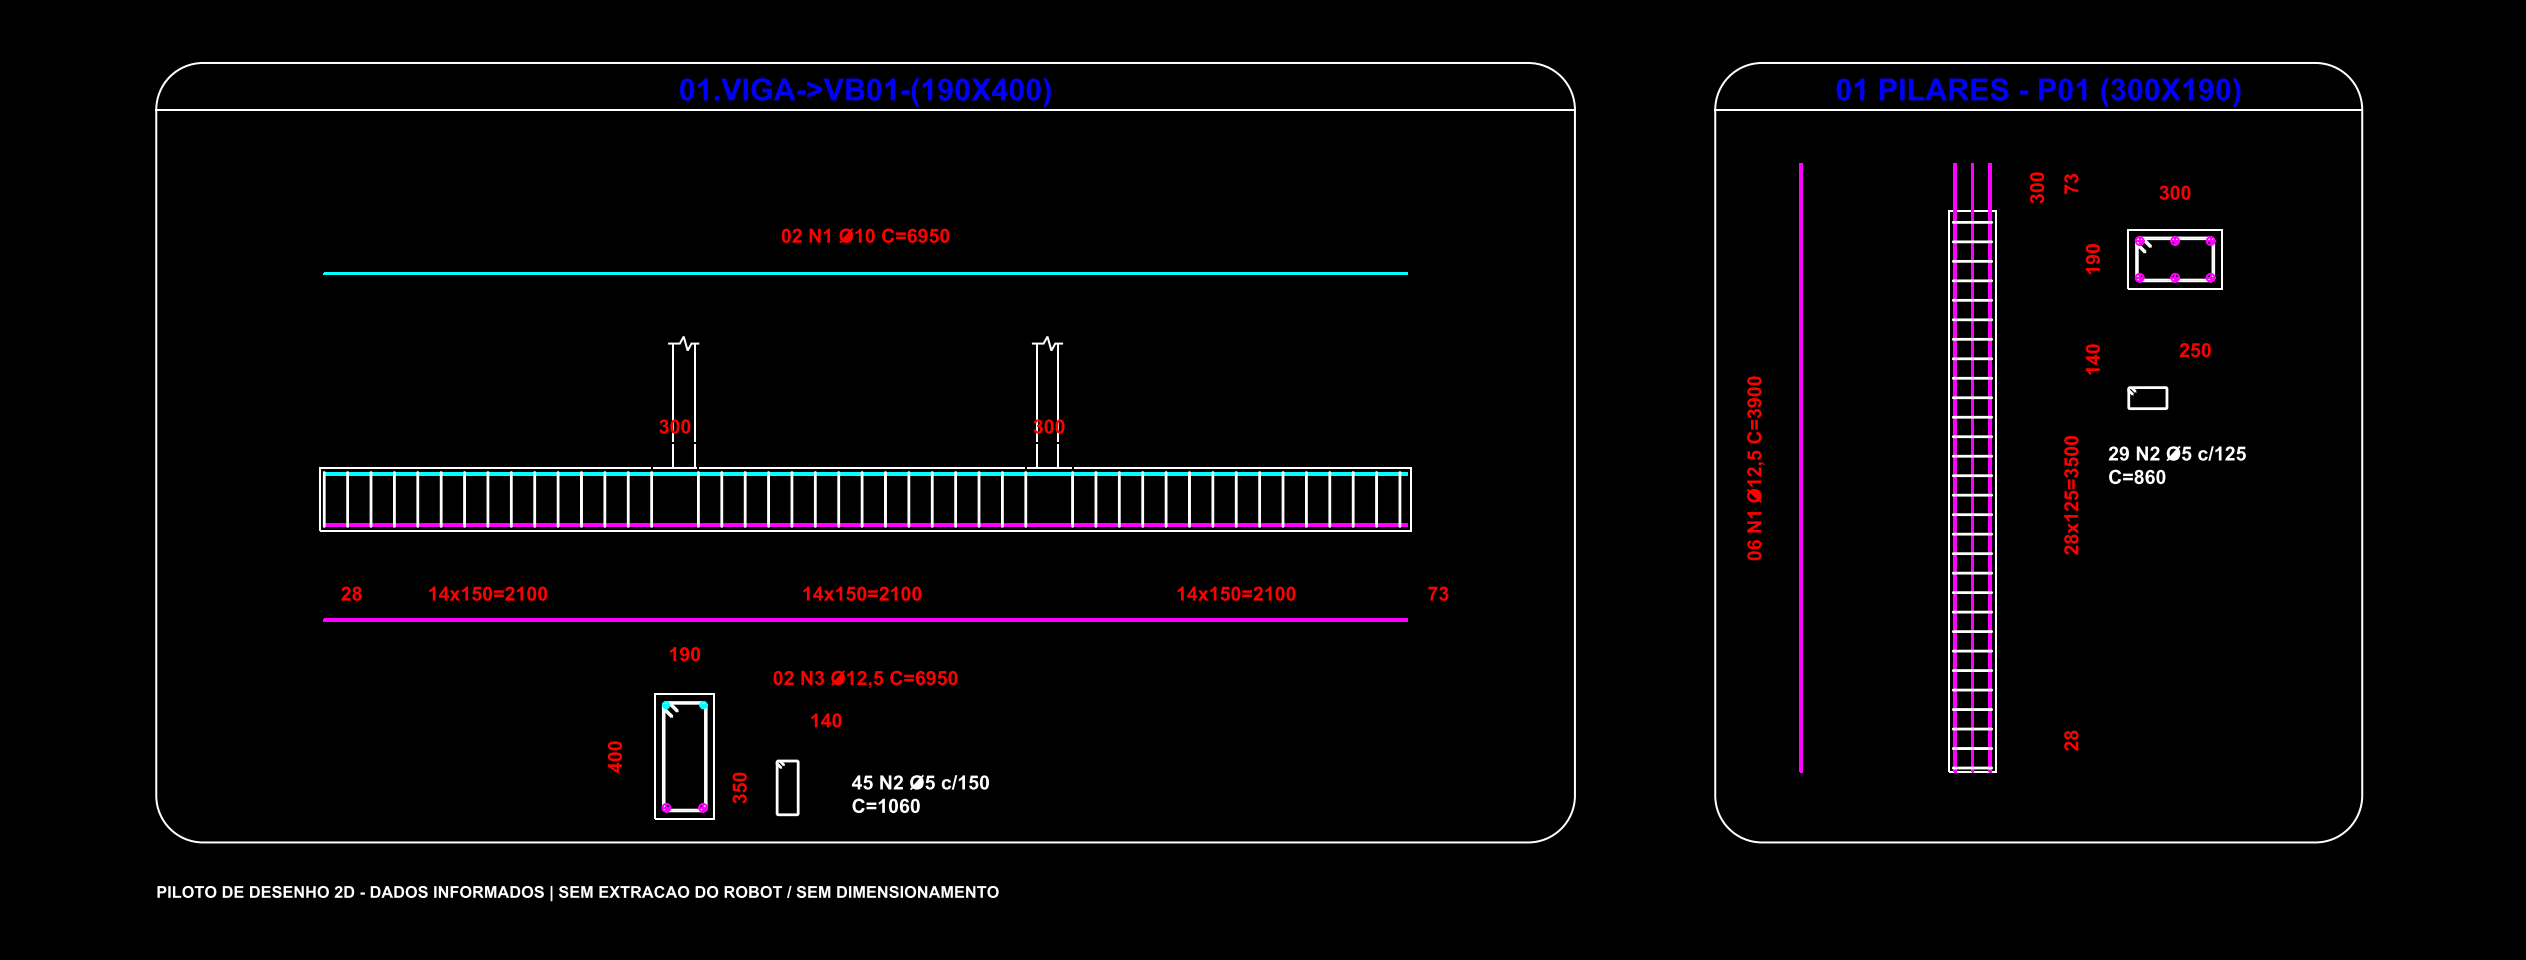 01.VIGA->VB01-(190X400)
02 N1 Ø10 C=6950
300
300
28
14x150=2100
14x150=2100
14x150=2100
73
190
02 N3 Ø12,5 C=6950
140
400
350
45 N2 Ø5 c/150
C=1060
01 PILARES - P01 (300X190)
300
73
300
190
140
250
06 N1 Ø12,5 C=3900
28x125=3500
29 N2 Ø5 c/125
C=860
28
PILOTO DE DESENHO 2D - DADOS INFORMADOS | SEM EXTRACAO DO ROBOT / SEM DIMENSIONAMENTO